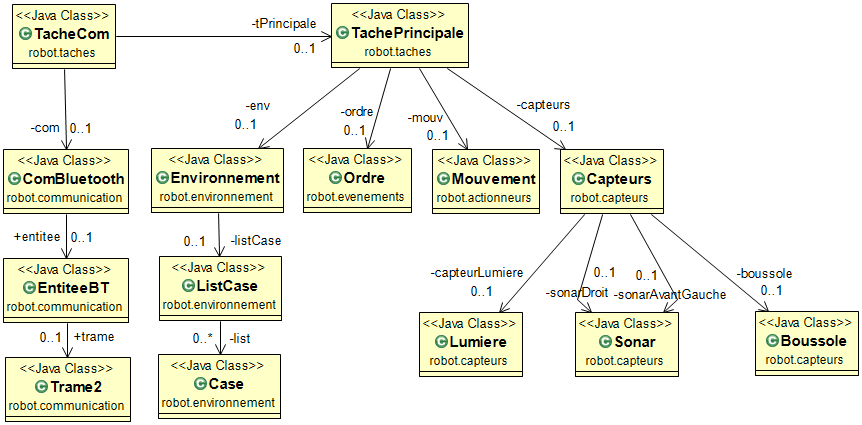 <<Java Class>>
TacheCom
robot.taches
-tPrincipale
0..1
<<Java Class>>
TachePrincipale
robot.taches
-com
0..1
-env
0..1
-ordre
0..1
-mouv
0..1
-capteurs
0..1
<<Java Class>>
ComBluetooth
robot.communication
<<Java Class>>
Environnement
robot.environnement
<<Java Class>>
Ordre
robot.evenements
<<Java Class>>
Mouvement
robot.actionneurs
<<Java Class>>
Capteurs
robot.capteurs
+entitee
0..1
0..1
-listCase
-capteurLumiere
0..1
0..1
-sonarDroit
0..1
-sonarAvantGauche
-boussole
0..1
<<Java Class>>
EntiteeBT
robot.communication
<<Java Class>>
ListCase
robot.environnement
<<Java Class>>
Lumiere
robot.capteurs
<<Java Class>>
Sonar
robot.capteurs
<<Java Class>>
Boussole
robot.capteurs
0..1
+trame
0..*
-list
<<Java Class>>
Trame2
robot.communication
<<Java Class>>
Case
robot.environnement